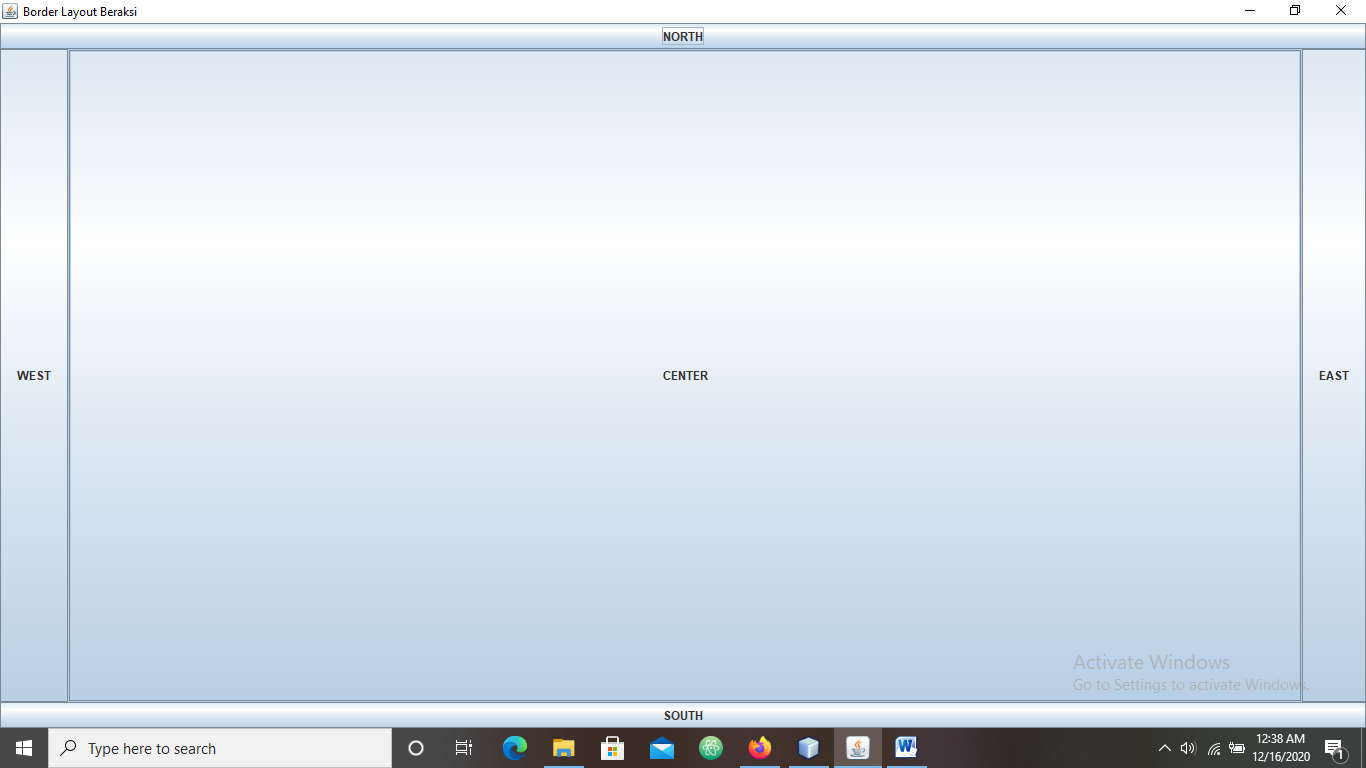 Border Layout Beraksi
NORTH
WEST
CENTER
EAST
Activate Windows
Go to Settings to activate Windows.
SOUTH
Type here to search
12:38 AM
12/16/2020
1